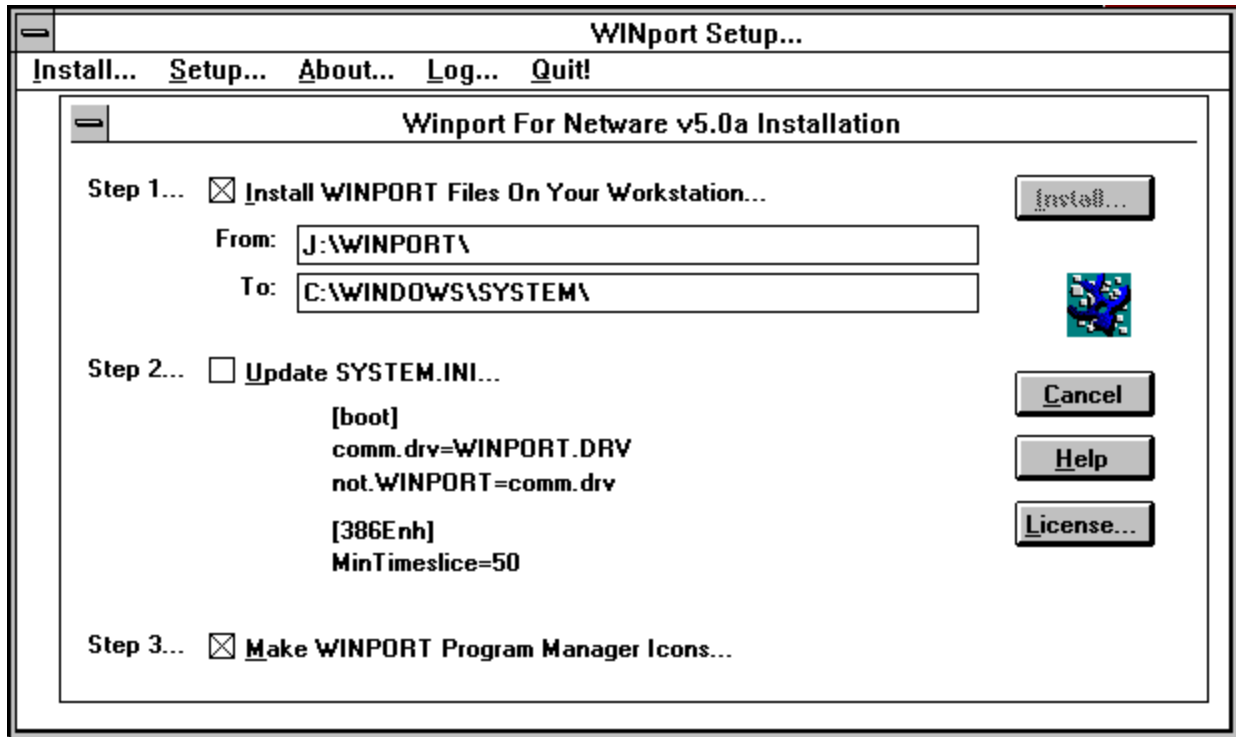 WINport Setup...
Install... Setup... About... Log... Quit!
Winport For Netware v5.0a Installation
Step 1... Install WINPORT Files On Your Workstation...
Install...
From: J:\WINPORT\
To: C:\WINDOWS\SYSTEM\
Step 2... Update SYSTEM.INI...
Cancel
[boot]
comm.drv=WINPORT.DRV
Help
not.WINPORT=comm.drv
License...
[386Enh]
MinTimeslice=50
Step 3... Make WINPORT Program Manager Icons...